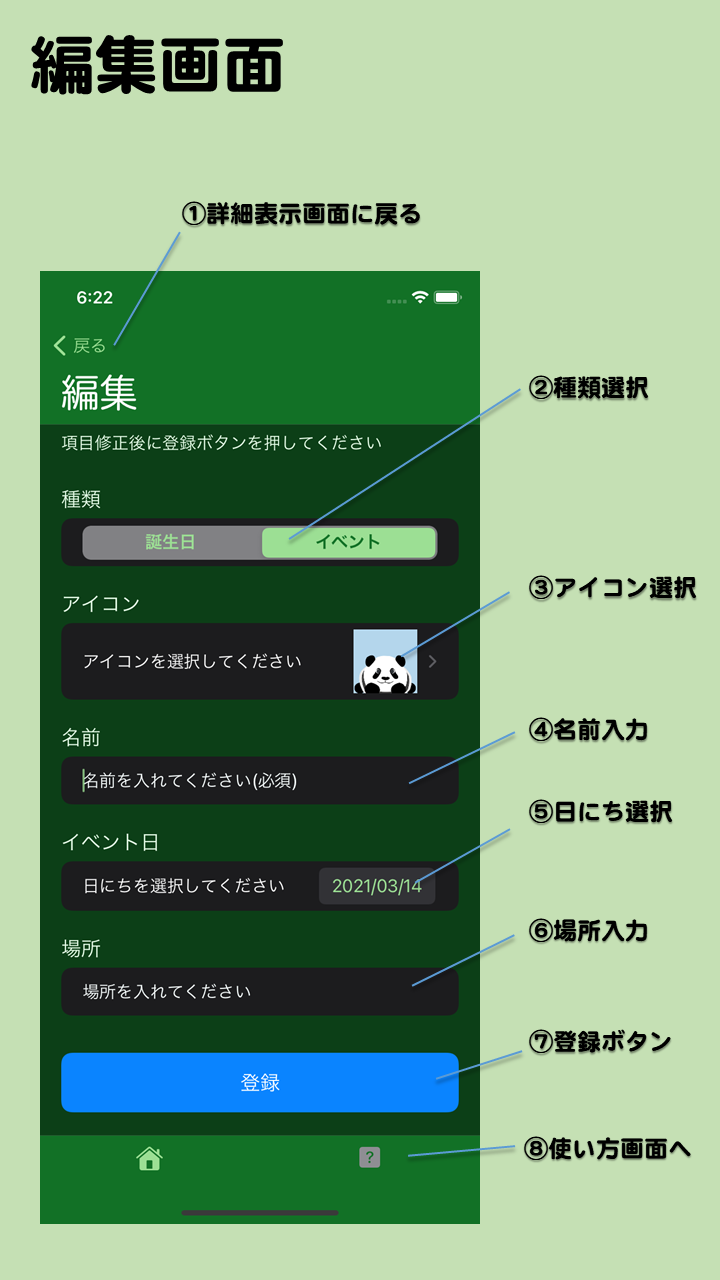 編集画面
①詳細表示画面に戻る
6:22
戻る
編集
②種類選択
項目修正後に登録ボタンを押してください
種類
誕生日 イベント
③アイコン選択
アイコン
アイコンを選択してください
④名前入力
名前
名前を入れてください(必須)
⑤日にち選択
イベント日
日にちを選択してください 2021/03/14
⑥場所入力
場所
場所を入れてください
⑦登録ボタン
登録
⑧使い方画面へ
?